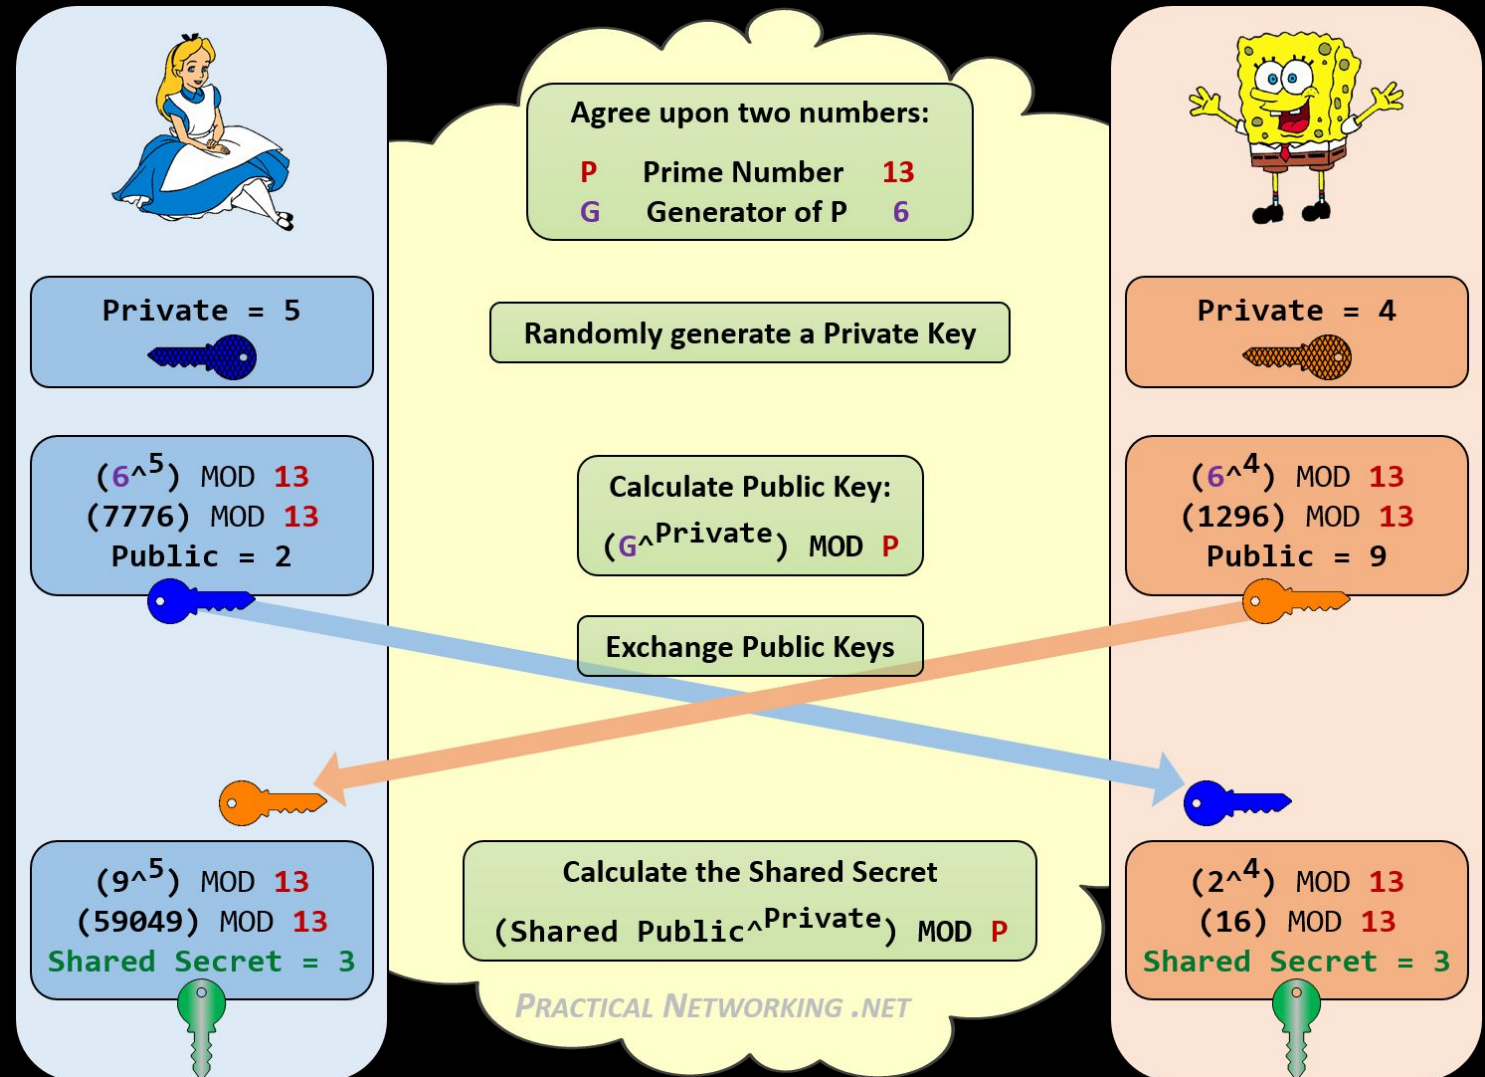 Agree upon two numbers:
P Prime Number 13
G Generator of P 6
Private = 5
Randomly generate a Private Key
Private = 4
(6^5) MOD 13
(7776) MOD 13
Public = 2
Calculate Public Key:
(G^Private) MOD P
(6^4) MOD 13
(1296) MOD 13
Public = 9
Exchange Public Keys
(9^5) MOD 13
(59049) MOD 13
Shared Secret = 3
Calculate the Shared Secret
(Shared Public^Private) MOD P
(2^4) MOD 13
(16) MOD 13
Shared Secret = 3
PRACTICAL NETWORKING .NET